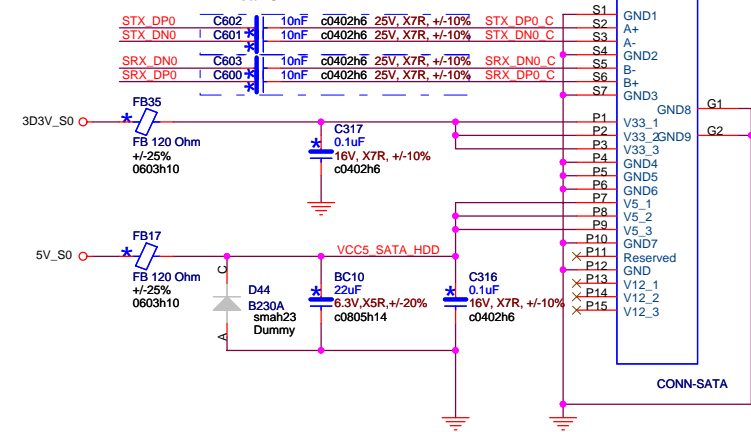 STX_DP0 C602 10nF c0402h6 25V, X7R, +/-10% STX_DP0_C
STX_DN0 C601 10nF c0402h6 25V, X7R, +/-10% STX_DN0_C
SRX_DN0 C603 10nF c0402h6 25V, X7R, +/-10% SRX_DN0_C
SRX_DP0 C600 10nF c0402h6 25V, X7R, +/-10% SRX_DP0_C
S1 GND1
S2 A+
S3 A-
S4 GND2
S5 B-
S6 B+
S7 GND3
GND8 G1
GND9 G2
3D3V_S0
FB35
FB 120 Ohm
+/-25%
0603h10
C317
0.1uF
16V, X7R, +/-10%
c0402h6
P1 V33_1
P2 V33_2
P3 V33_3
P4 GND4
P5 GND5
P6 GND6
P7 V5_1
P8 V5_2
P9 V5_3
P10 GND7
P11 Reserved
P12 GND
P13 V12_1
P14 V12_2
P15 V12_3
5V_S0
FB17
FB 120 Ohm
+/-25%
0603h10
VCC5_SATA_HDD
C
D44
B230A
smah23
Dummy
A
BC10
22uF
6.3V,X5R,+/-20%
c0805h14
C316
0.1uF
16V, X7R, +/-10%
c0402h6
CONN-SATA